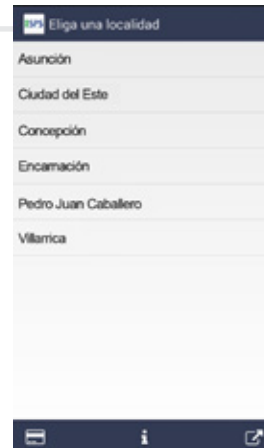 Eliga una localidad
Asunción
Ciudad del Este
Concepción
Encarnación
Pedro Juan Caballero
Villarrica